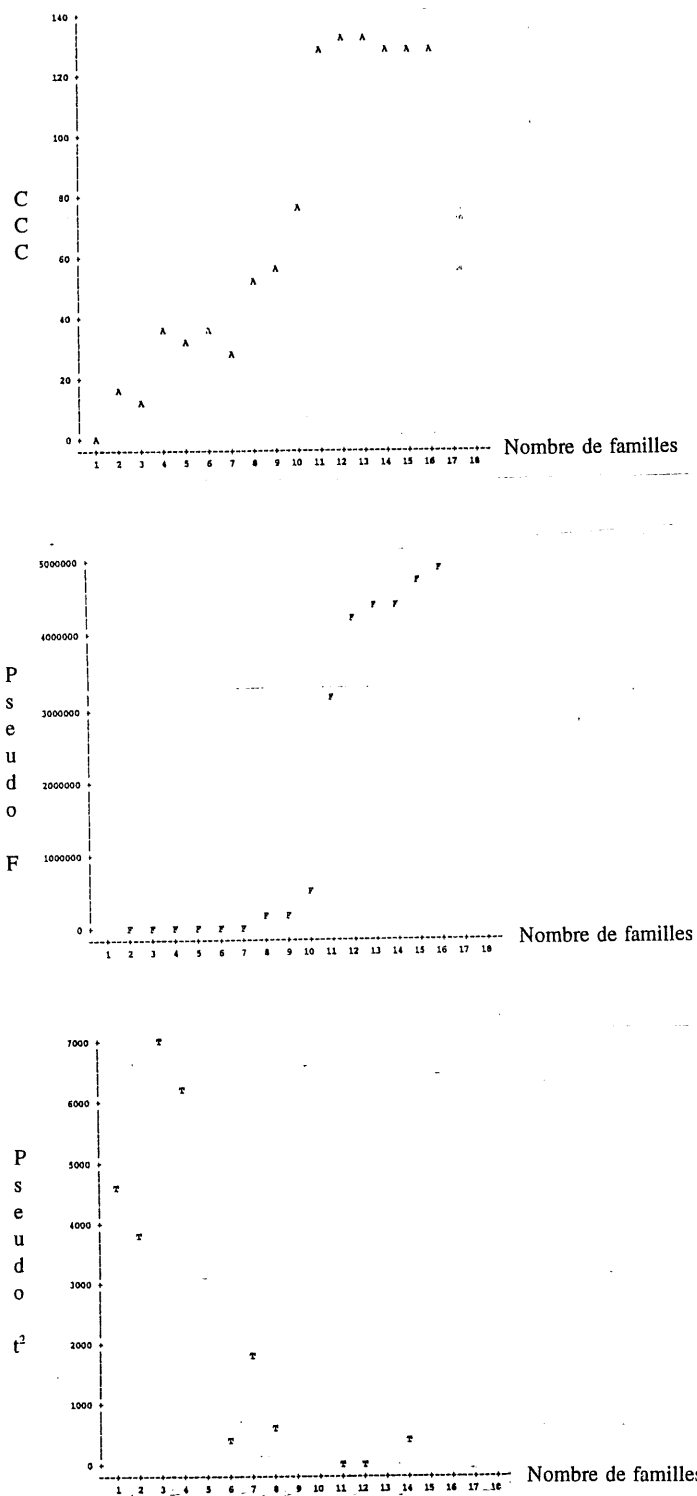 140
120
100
80
60
40
20
0
C
C
C
A A A A A A A A A A A A A A A A
1 2 3 4 5 6 7 8 9 10 11 12 13 14 15 16 17 18
Nombre de familles
5000000
4000000
3000000
2000000
1000000
0
Pseudo F
F F F F F F F F F F F F F F F
1 2 3 4 5 6 7 8 9 10 11 12 13 14 15 16 17 18
Nombre de familles
7000
6000
5000
4000
3000
2000
1000
0
Pseudo t²
T T T T T T T T T T
1 2 3 4 5 6 7 8 9 10 11 12 13 14 15 16 17 18
Nombre de familles